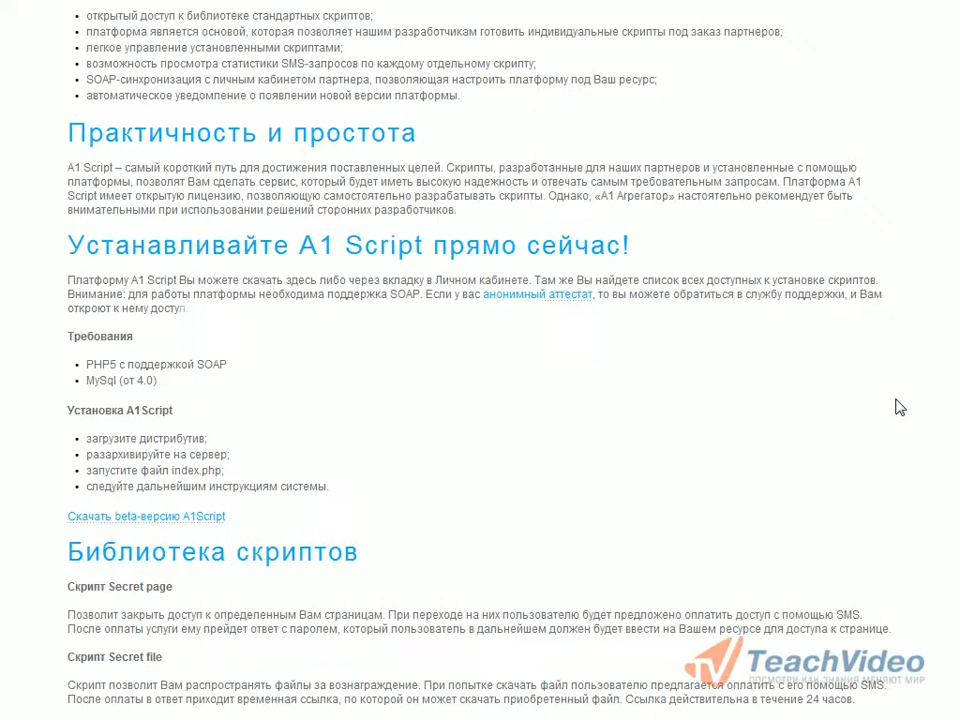 • открытый доступ к библиотеке стандартных скриптов;
• платформа является основой, которая позволяет нашим разработчикам готовить индивидуальные скрипты под заказ партнеров;
• легкое управление установленными скриптами;
• возможность просмотра статистики SMS-запросов по каждому отдельному скрипту;
• SOAP-синхронизация с личным кабинетом партнера, позволяющая настроить платформу под Ваш ресурс;
• автоматическое уведомление о появлении новой версии платформы.
Практичность и простота
A1 Script – самый короткий путь для достижения поставленных целей. Скрипты, разработанные для наших партнеров и установленные с помощью
платформы, позволят Вам сделать сервис, который будет иметь высокую надежность и отвечать самым требовательным запросам. Платформа A1
Script имеет открытую лицензию, позволяющую самостоятельно разрабатывать скрипты. Однако, «A1 Агрегатор» настоятельно рекомендует быть
внимательными при использовании решений сторонних разработчиков.
Устанавливайте A1 Script прямо сейчас!
Платформу A1 Script Вы можете скачать здесь либо через вкладку в Личном кабинете. Там же Вы найдете список всех доступных к установке скриптов.
Внимание: для работы платформы необходима поддержка SOAP. Если у вас анонимный аттестат, то вы можете обратиться в службу поддержки, и Вам
откроют к нему доступ.
Требования
• PHP5 с поддержкой SOAP
• MySql (от 4.0)
Установка A1Script
• загрузите дистрибутив;
• разархивируйте на сервер;
• запустите файл index.php;
• следуйте дальнейшим инструкциям системы.
Скачать beta-версию A1Script
Библиотека скриптов
Скрипт Secret page
Позволит закрыть доступ к определенным Вам страницам. При переходе на них пользователю будет предложено оплатить доступ с помощью SMS.
После оплаты услуги ему прейдет ответ с паролем, который пользователь в дальнейшем должен будет ввести на Вашем ресурсе для доступа к странице.
Скрипт Secret file
Скрипт позволит Вам распространять файлы за вознаграждение. При попытке скачать файл пользователю предлагается оплатить с его помощью SMS.
После оплаты в ответ приходит временная ссылка, по которой он может скачать приобретенный файл. Ссылка действительна в течение 24 часов.
TeachVideo
ПОСМОТРИ КАК ЗНАНИЯ МЕНЯЮТ МИР